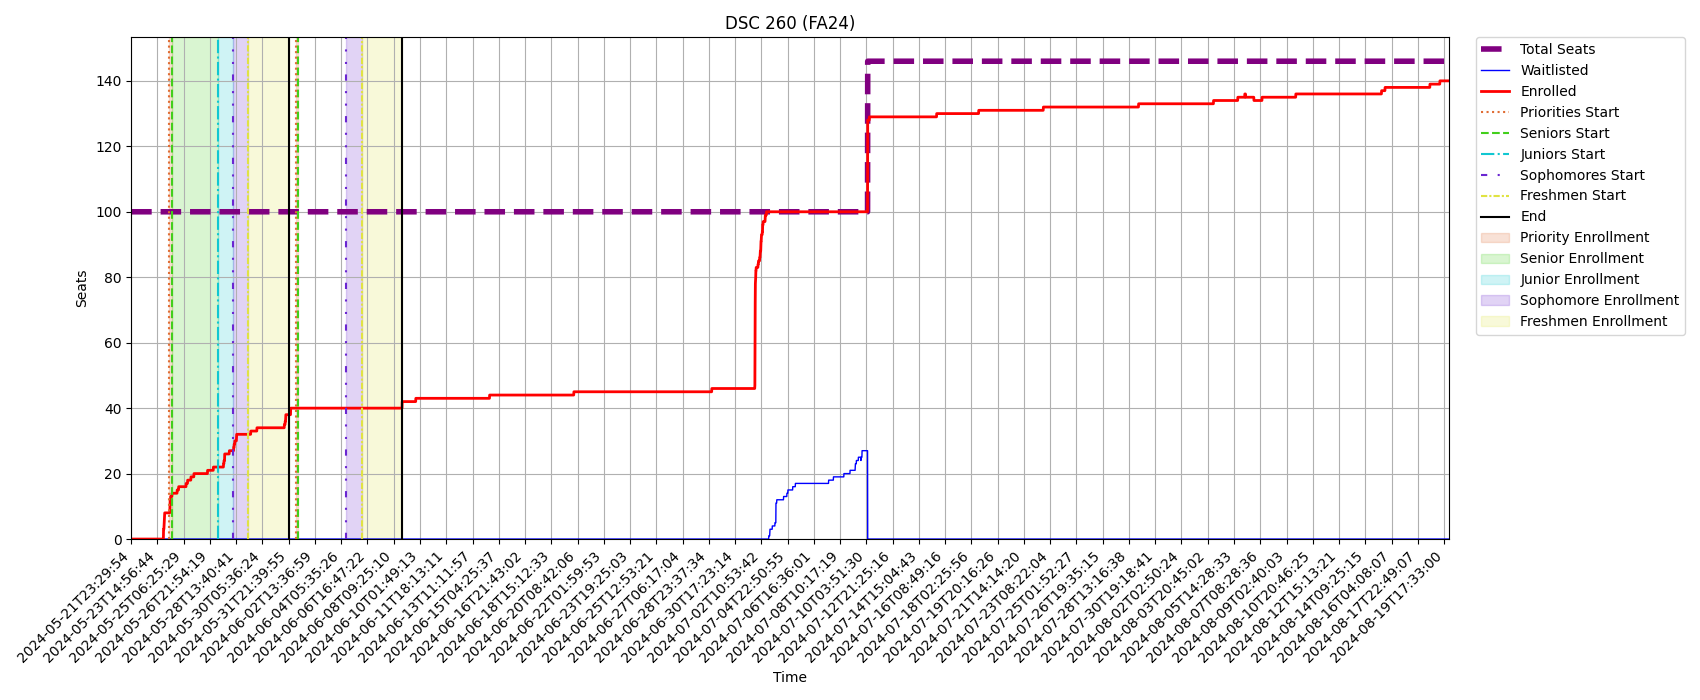 DSC 260 (FA24)
Seats
140
120
100
80
60
40
20
0
2024-05-21T23:29:54
2024-05-23T14:56:44
2024-05-25T06:25:29
2024-05-26T21:54:19
2024-05-28T13:40:41
2024-05-30T05:36:24
2024-05-31T21:39:55
2024-06-02T13:36:59
2024-06-04T05:35:26
2024-06-06T16:47:22
2024-06-08T09:25:10
2024-06-10T01:49:13
2024-06-11T18:13:11
2024-06-13T11:11:57
2024-06-15T04:25:37
2024-06-16T21:43:02
2024-06-18T15:12:33
2024-06-20T08:42:06
2024-06-22T01:59:53
2024-06-23T19:25:03
2024-06-25T12:53:21
2024-06-27T06:17:04
2024-06-28T23:37:34
2024-06-30T17:23:14
2024-07-02T10:53:42
2024-07-04T22:50:55
2024-07-06T16:36:01
2024-07-08T10:17:19
2024-07-10T03:51:30
2024-07-12T21:25:16
2024-07-14T15:04:43
2024-07-16T08:49:16
2024-07-18T02:25:56
2024-07-19T20:16:26
2024-07-21T14:14:20
2024-07-23T08:22:04
2024-07-25T01:52:27
2024-07-26T19:35:15
2024-07-28T13:16:38
2024-07-30T19:18:41
2024-08-02T02:50:24
2024-08-03T20:45:02
2024-08-05T14:28:33
2024-08-07T08:28:36
2024-08-09T02:40:03
2024-08-10T20:46:25
2024-08-12T15:13:21
2024-08-14T09:25:15
2024-08-16T04:08:07
2024-08-17T22:49:07
2024-08-19T17:33:00
Time
Total Seats
Waitlisted
Enrolled
Priorities Start
Seniors Start
Juniors Start
Sophomores Start
Freshmen Start
End
Priority Enrollment
Senior Enrollment
Junior Enrollment
Sophomore Enrollment
Freshmen Enrollment